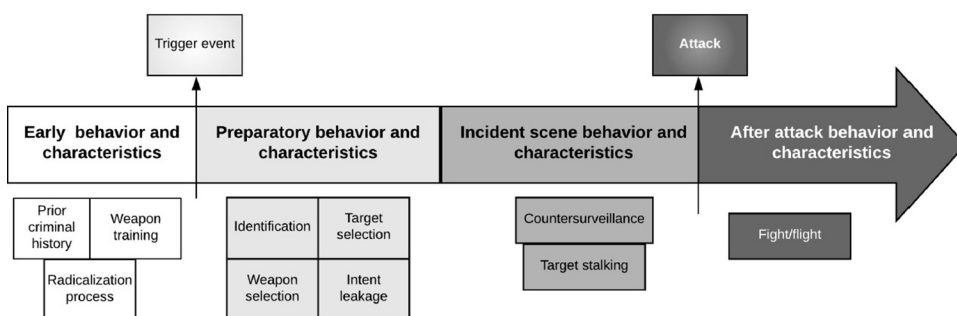 Trigger event
Attack
Early behavior and
characteristics
Preparatory behavior and
characteristics
Incident scene behavior and
characteristics
After attack behavior and
characteristics
Prior
criminal
history
Weapon
training
Radicalization
process
Identification
Target
selection
Weapon
selection
Intent
leakage
Countersurveillance
Target stalking
Fight/flight